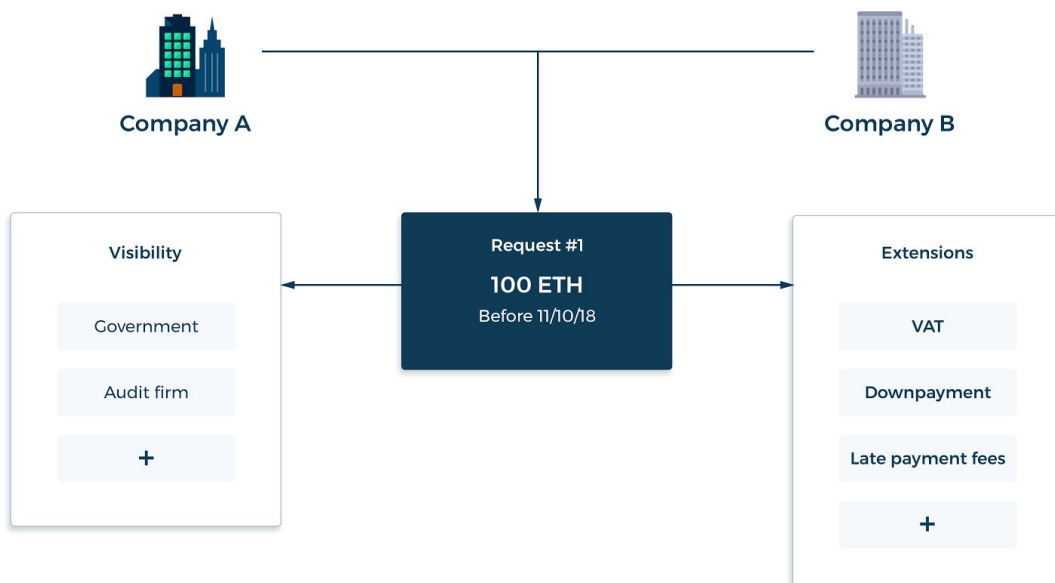 Company A
Company B
Visibility
Government
Audit firm
+
Request #1
100 ETH
Before 11/10/18
Extensions
VAT
Downpayment
Late payment fees
+